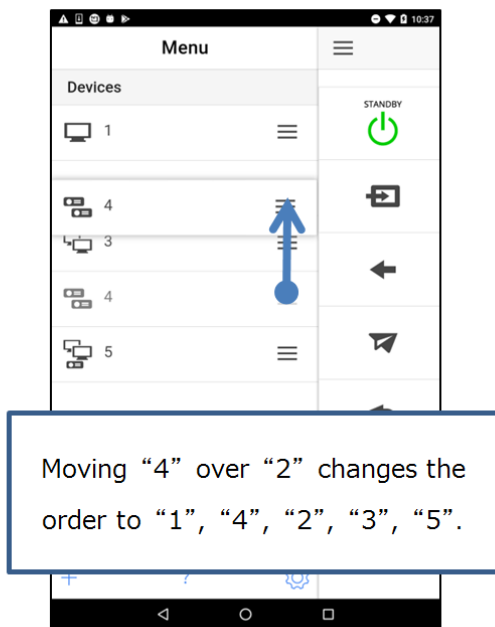 10:37
Menu
Devices
STANDBY
1
4
3
4
5
Moving “4” over “2” changes the
order to “1”, “4”, “2”, “3”, “5”.
+ ?